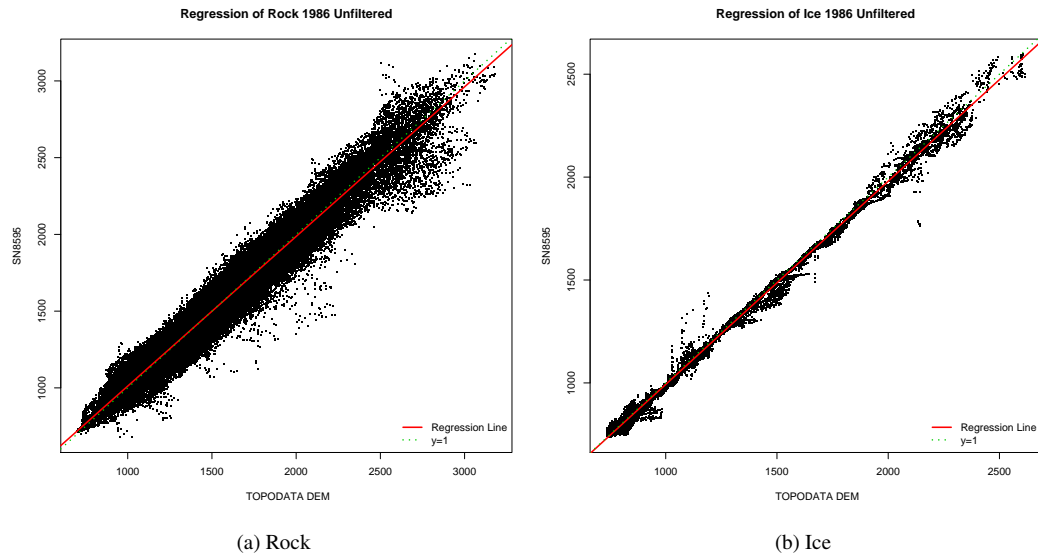 Regression of Rock 1986 Unfiltered
3000
2500
2000
1500
1000
SN8595
1000 1500 2000 2500 3000
TOPODATA DEM
Regression Line
y=1
(a) Rock
Regression of Ice 1986 Unfiltered
2500
2000
1500
1000
SN8595
1000 1500 2000 2500
TOPODATA DEM
Regression Line
y=1
(b) Ice